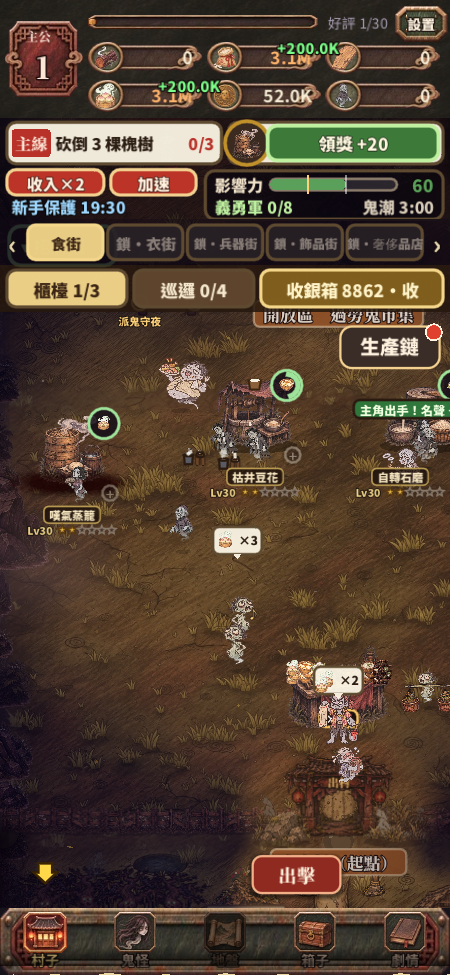 主公
1
好評 1/30
設置
0
+200.0K
3.1M
0
+200.0K
3.1M
52.0K
0
主線 砍倒 3 棵槐樹 0/3
領獎 +20
收入×2
加速
新手保護 19:30
影響力 60
義勇軍 0/8
鬼潮 3:00
‹
食街
鎖・衣街
鎖・兵器街
鎖・飾品街
鎖・奢侈品店
›
櫃檯 1/3
巡邏 0/4
收銀箱 8862・收
派鬼守夜
開放區 過勞鬼市集
生產鏈
主角出手！名聲
嘆氣蒸籠
Lv30
枯井豆花
Lv30
自轉石磨
Lv30
×3
×2
出擊
(起點)
村子
鬼怪
地盤
箱子
劇情